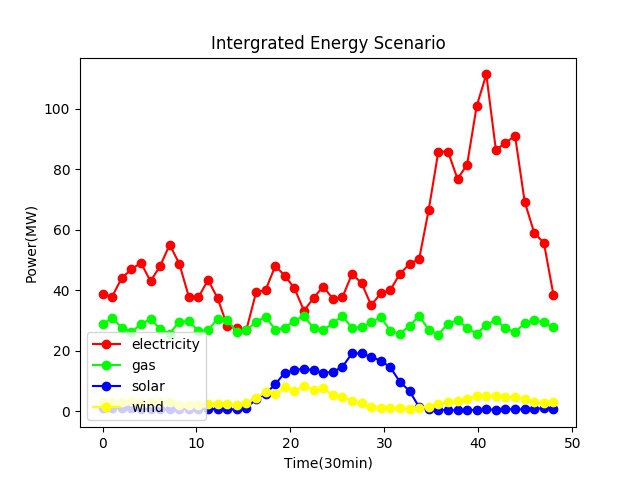 Intergrated Energy Scenario
Power(MW)
100
80
60
40
20
0
electricity
gas
solar
wind
0 10 20 30 40 50
Time(30min)